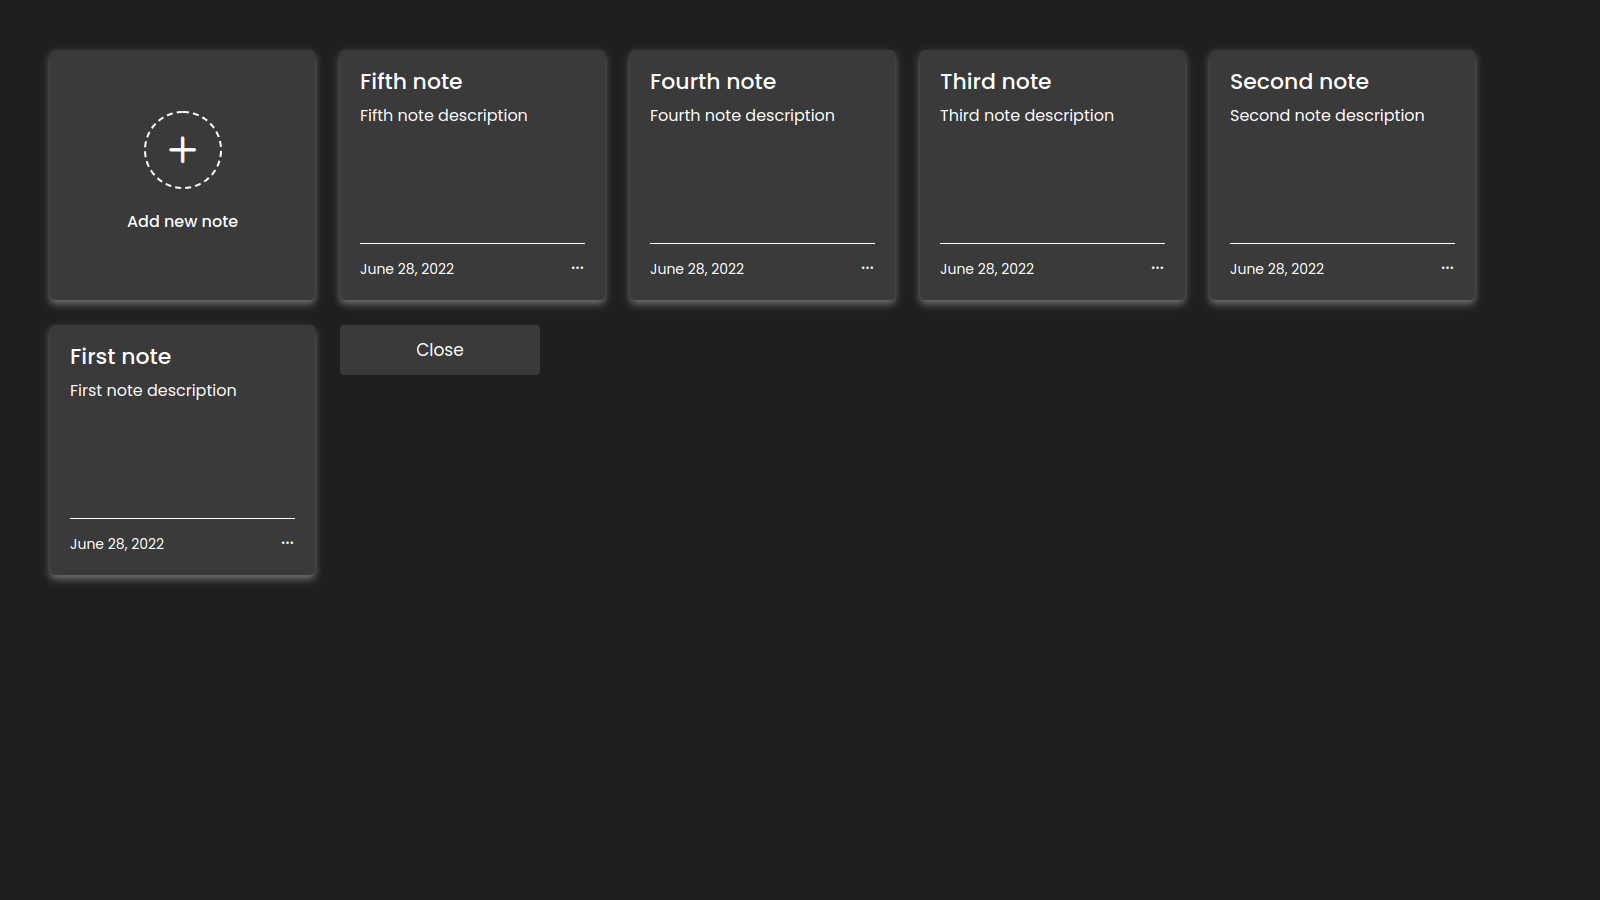 Add new note
Fifth note
Fifth note description
June 28, 2022
Fourth note
Fourth note description
June 28, 2022
Third note
Third note description
June 28, 2022
Second note
Second note description
June 28, 2022
First note
First note description
June 28, 2022
Close